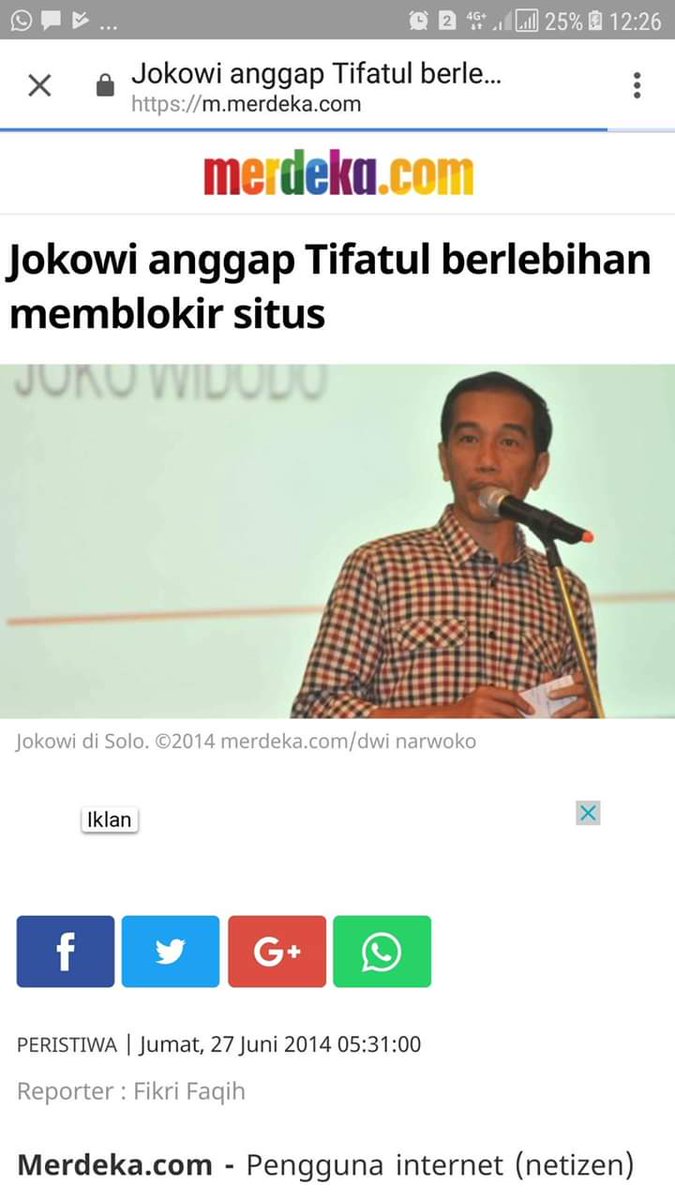 ... 2 4G+ 25% 12:26
Jokowi anggap Tifatul berle...
https://m.merdeka.com
merdeka.com
Jokowi anggap Tifatul berlebihan
memblokir situs
JOKO WIDODO
Jokowi di Solo. ©2014 merdeka.com/dwi narwoko
Iklan
f G+
PERISTIWA | Jumat, 27 Juni 2014 05:31:00
Reporter : Fikri Faqih
Merdeka.com - Pengguna internet (netizen)